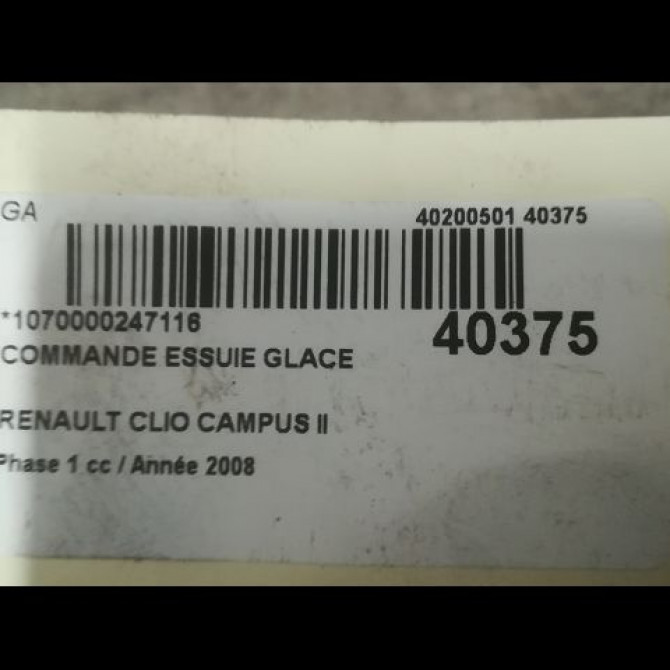 GA
40200501 40375
*1070000247116
40375
COMMANDE ESSUIE GLACE
RENAULT CLIO CAMPUS II
Phase 1 cc / Année 2008